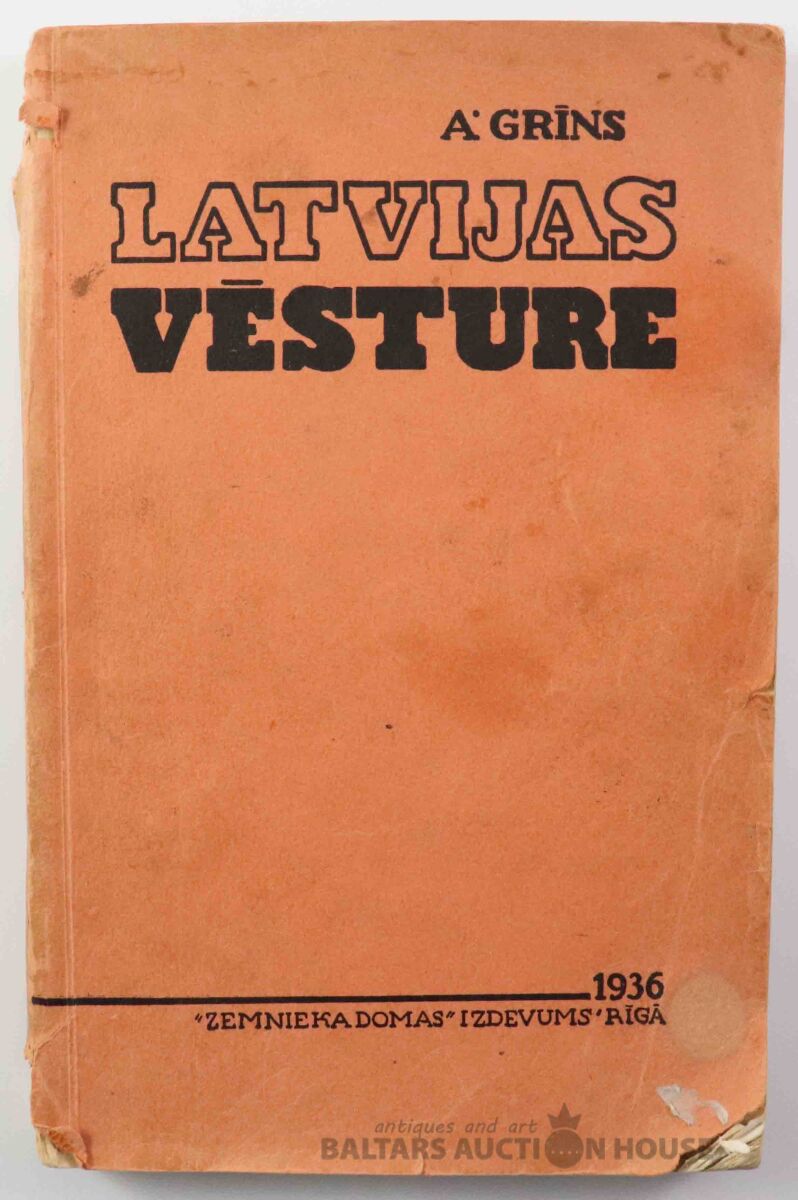 A. GRĪNS
LATVIJAS
VĒSTURE
1936
"ZEMNIEKA DOMAS" IZDEVUMS' RĪGĀ
antiques and art
BALTARS AUCTION HOUSE